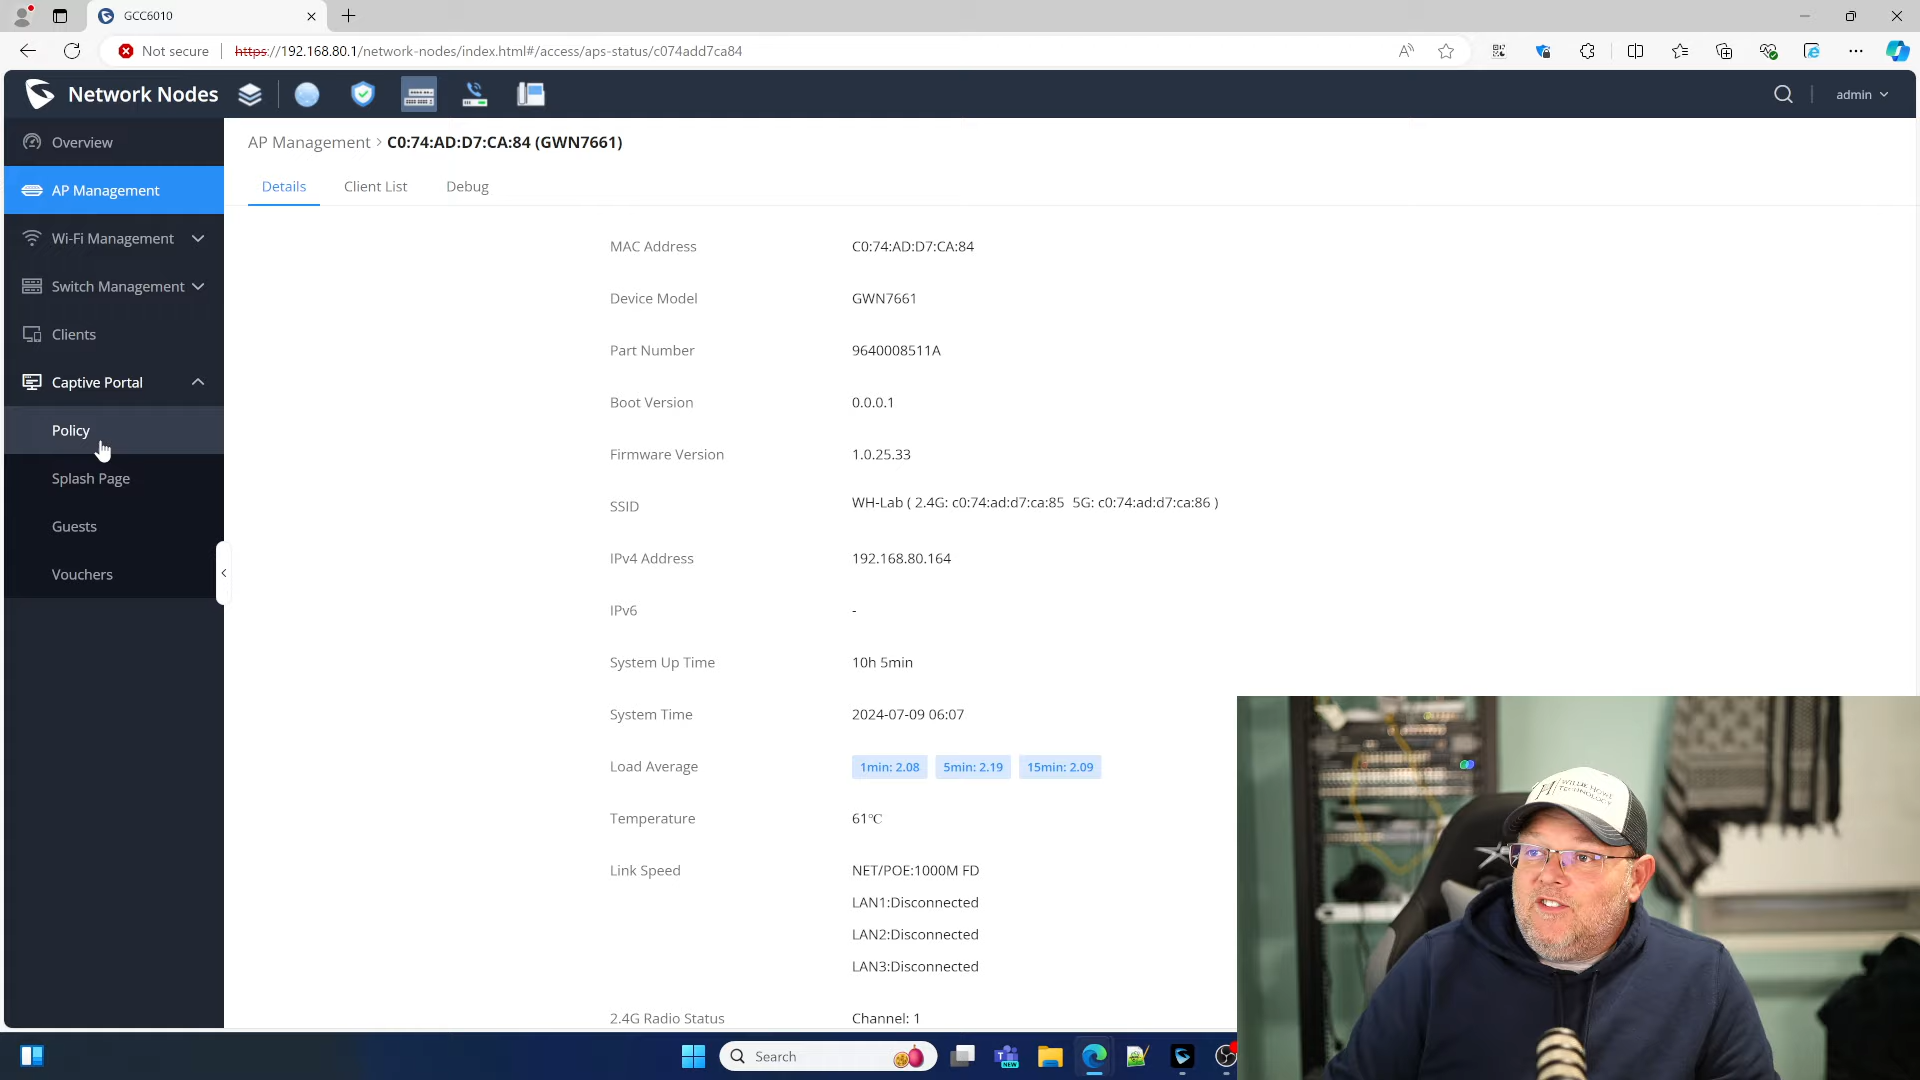 GCC6010
Not secure
https://192.168.80.1/network-nodes/index.html#/access/aps-status/c074add7ca84
Network Nodes
admin
Overview
AP Management
Wi-Fi Management
Switch Management
Clients
Captive Portal
Policy
Splash Page
Guests
Vouchers
AP Management > C0:74:AD:D7:CA:84 (GWN7661)
Details Client List Debug
MAC Address C0:74:AD:D7:CA:84
Device Model GWN7661
Part Number 9640008511A
Boot Version 0.0.0.1
Firmware Version 1.0.25.33
SSID WH-Lab ( 2.4G: c0:74:ad:d7:ca:85 5G: c0:74:ad:d7:ca:86 )
IPv4 Address 192.168.80.164
IPv6 -
System Up Time 10h 5min
System Time 2024-07-09 06:07
Load Average 1min: 2.08 5min: 2.19 15min: 2.09
Temperature 61℃
Link Speed NET/POE:1000M FD
LAN1:Disconnected
LAN2:Disconnected
LAN3:Disconnected
2.4G Radio Status Channel: 1
WILLIE HOWE
TECHNOLOGY
Search
NEW